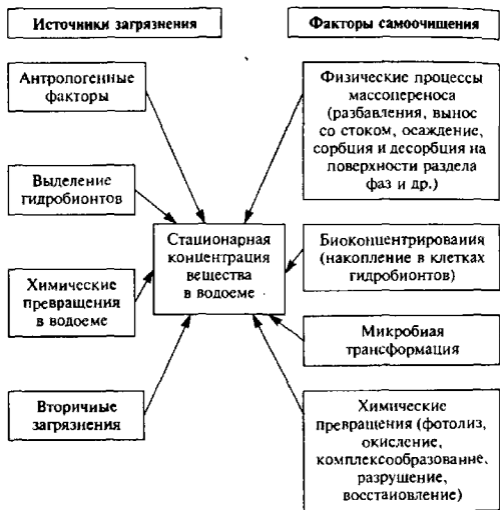 Источники загрязнения
Факторы самоочищения
Антропогенные
факторы
Выделение
гидробионтов
Химические
превращения
в водоеме
Вторичные
загрязнения
Стационарная
концентрация
вещества
в водоеме
Физические процессы
массопереноса
(разбавления, вынос
со стоком, осаждение,
сорбция и десорбция на
поверхности раздела
фаз и др.)
Биоконцентрирования
(накопление в клетках
гидробионтов)
Микробная
трансформация
Химические
превращения (фотолиз,
окисление,
комплексообразование,
разрушение,
восстановление)